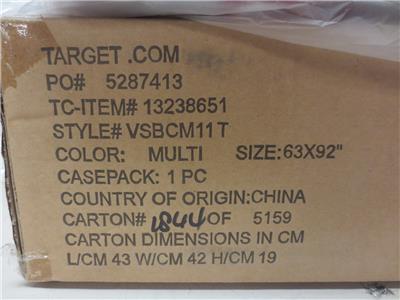 TARGET .COM
PO# 5287413
TC-ITEM# 13238651
STYLE# VSBCM11 T
COLOR: MULTI SIZE:63X92"
CASEPACK: 1 PC
COUNTRY OF ORIGIN:CHINA
CARTON# 1844 OF 5159
CARTON DIMENSIONS IN CM
L/CM 43 W/CM 42 H/CM 19